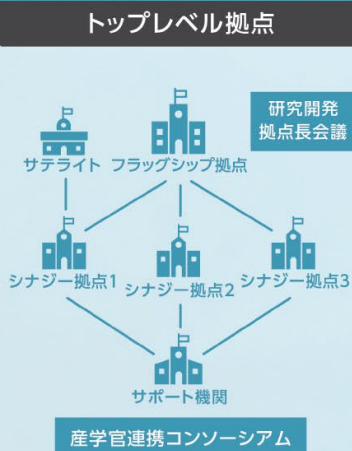 トップレベル拠点
研究開発
拠点長会議
サテライト
フラッグシップ拠点
シナジー拠点1
シナジー拠点2
シナジー拠点3
サポート機関
産学官連携コンソーシアム